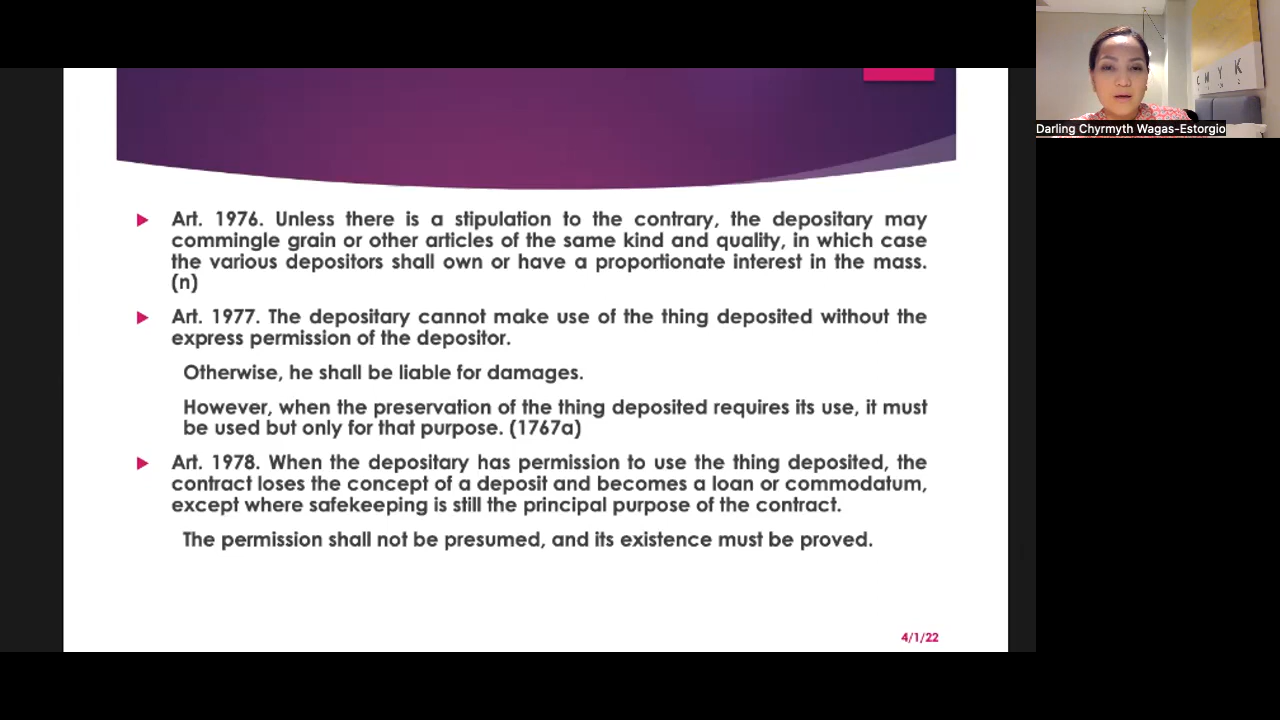 Art. 1976. Unless there is a stipulation to the contrary, the depositary may
commingle grain or other articles of the same kind and quality, in which case
the various depositors shall own or have a proportionate interest in the mass.
(n)
Art. 1977. The depositary cannot make use of the thing deposited without the
express permission of the depositor.
Otherwise, he shall be liable for damages.
However, when the preservation of the thing deposited requires its use, it must
be used but only for that purpose. (1767a)
Art. 1978. When the depositary has permission to use the thing deposited, the
contract loses the concept of a deposit and becomes a loan or commodatum,
except where safekeeping is still the principal purpose of the contract.
The permission shall not be presumed, and its existence must be proved.
4/1/22
C M Y K
Darling Chyrmyth Wagas-Estorgio